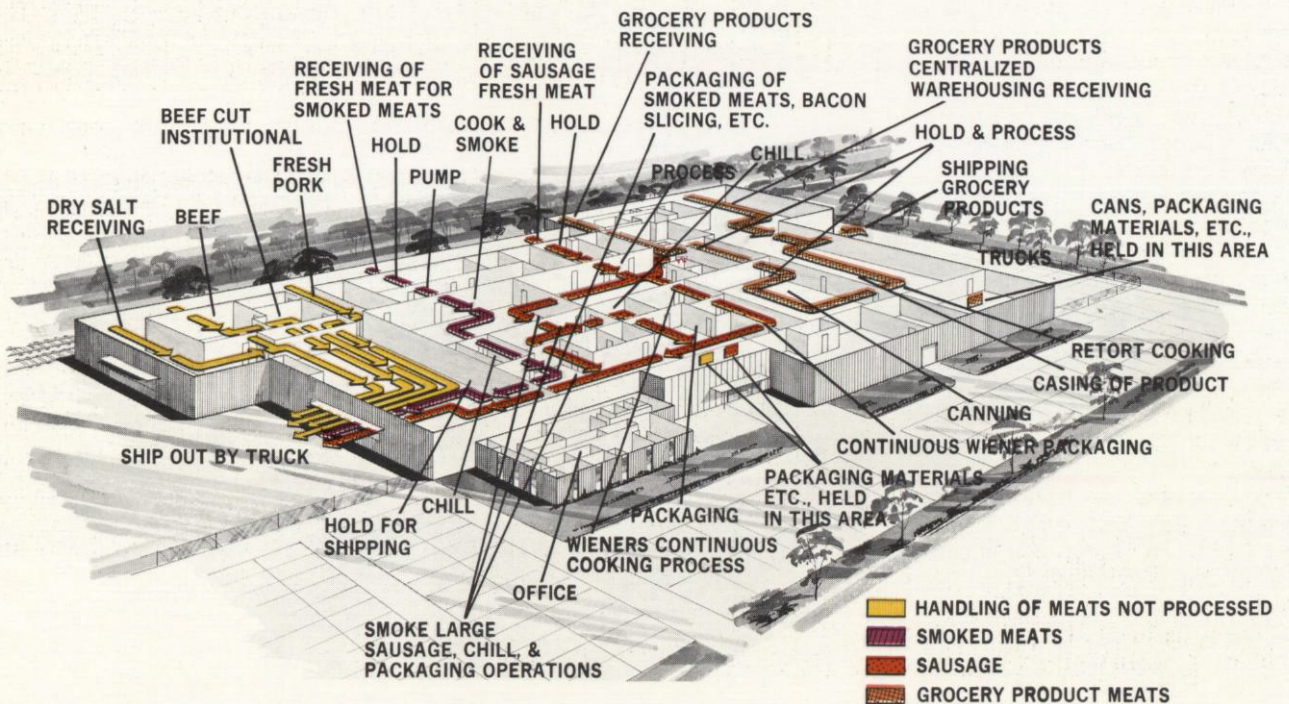 GROCERY PRODUCTS
RECEIVING
GROCERY PRODUCTS
CENTRALIZED
WAREHOUSING RECEIVING
RECEIVING
OF SAUSAGE
FRESH MEAT
PACKAGING OF
SMOKED MEATS, BACON
SLICING, ETC.
RECEIVING OF
FRESH MEAT FOR
SMOKED MEATS
BEEF CUT
INSTITUTIONAL
COOK &
SMOKE
HOLD
HOLD & PROCESS
HOLD
PROCESS
CHILL
FRESH
PORK
PUMP
SHIPPING
GROCERY
PRODUCTS
DRY SALT
RECEIVING
BEEF
CANS, PACKAGING
MATERIALS, ETC.,
HELD IN THIS AREA
TRUCKS
RETORT COOKING
CASING OF PRODUCT
CANNING
CONTINUOUS WIENER PACKAGING
SHIP OUT BY TRUCK
PACKAGING MATERIALS
ETC., HELD
IN THIS AREA
CHILL
HOLD FOR
SHIPPING
PACKAGING
WIENERS CONTINUOUS
COOKING PROCESS
OFFICE
SMOKE LARGE
SAUSAGE, CHILL, &
PACKAGING OPERATIONS
HANDLING OF MEATS NOT PROCESSED
SMOKED MEATS
SAUSAGE
GROCERY PRODUCT MEATS